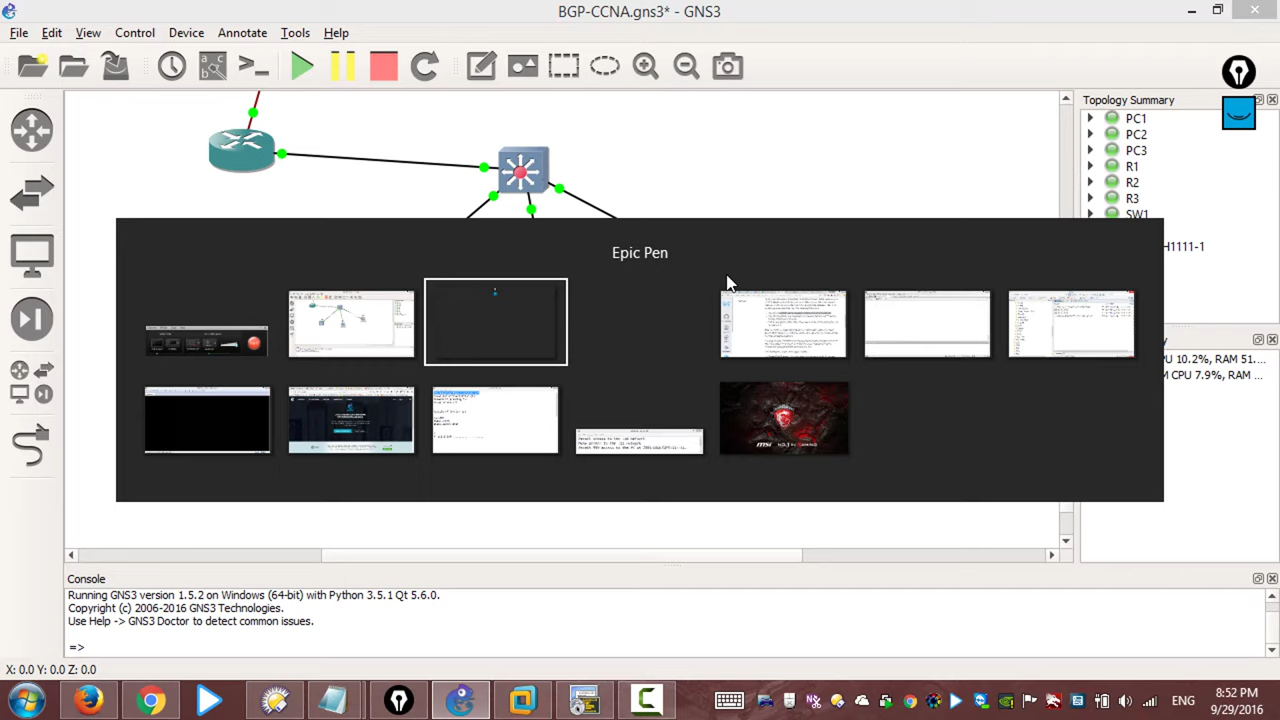 BGP-CCNA.gns3* - GNS3
File Edit View Control Device Annotate Tools Help
Topology Summary
PC1
PC2
PC3
R1
R2
R3
SW1
H1111-1
Epic Pen
PU 10.2%, RAM 51....
M CPU 7.9%, RAM ...
Console
Running GNS3 version 1.5.2 on Windows (64-bit) with Python 3.5.1 Qt 5.6.0.
Copyright (c) 2006-2016 GNS3 Technologies.
Use Help -> GNS3 Doctor to detect common issues.
=>
X: 0.0 Y: 0.0 Z: 0.0
ENG
8:52 PM
9/29/2016